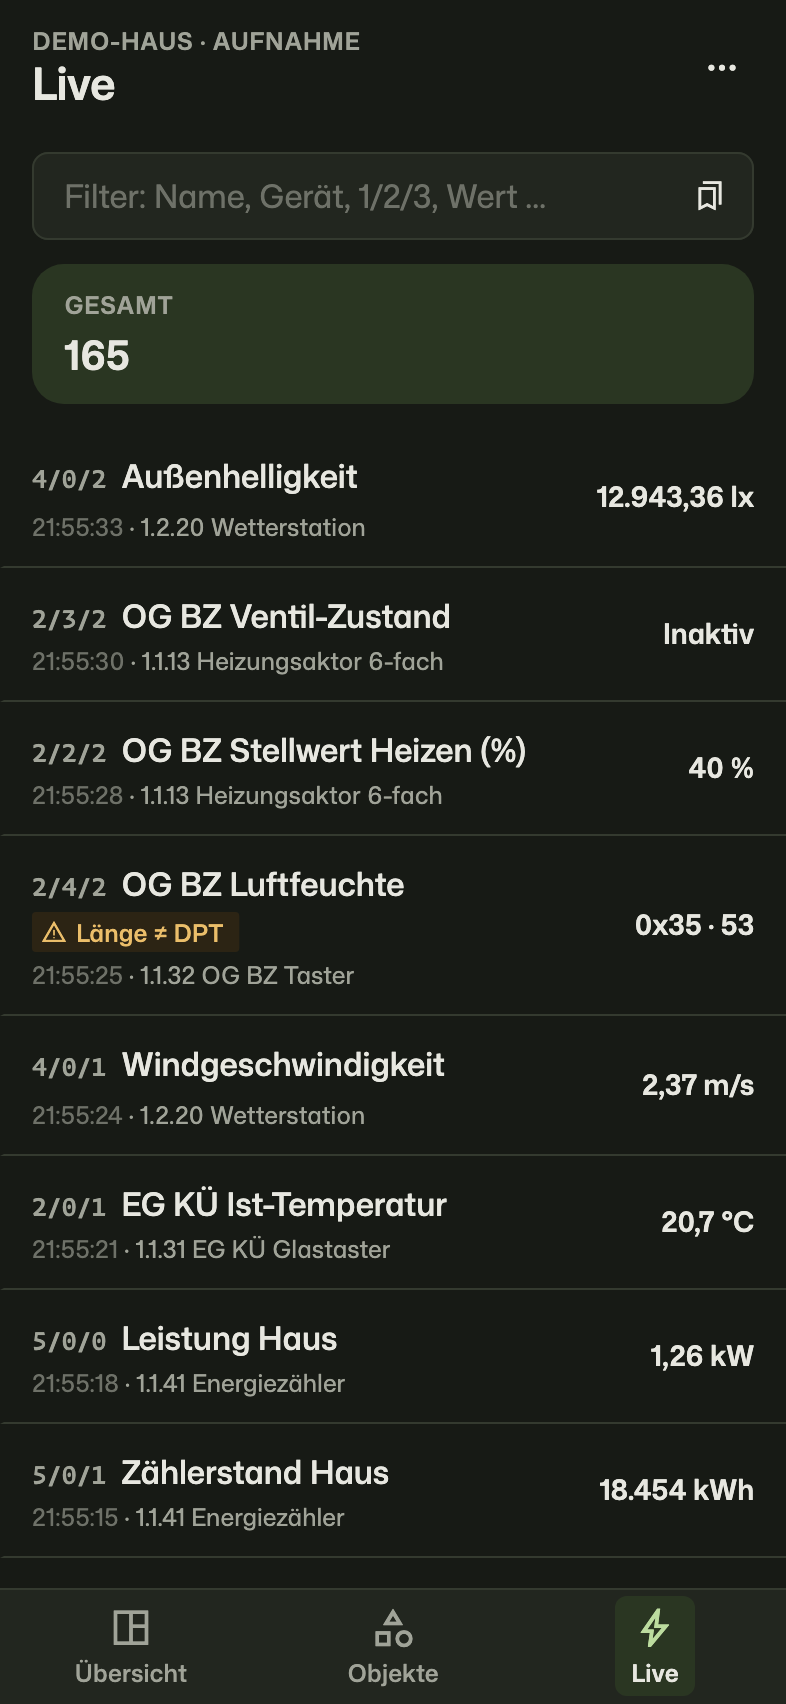 DEMO-HAUS · AUFNAHME
Live
Filter: Name, Gerät, 1/2/3, Wert ...
GESAMT
165
4/0/2 Außenhelligkeit
12.943,36 lx
21:55:33 · 1.2.20 Wetterstation
2/3/2 OG BZ Ventil-Zustand
Inaktiv
21:55:30 · 1.1.13 Heizungsaktor 6-fach
2/2/2 OG BZ Stellwert Heizen (%)
40 %
21:55:28 · 1.1.13 Heizungsaktor 6-fach
2/4/2 OG BZ Luftfeuchte
Länge ≠ DPT
0x35 · 53
21:55:25 · 1.1.32 OG BZ Taster
4/0/1 Windgeschwindigkeit
2,37 m/s
21:55:24 · 1.2.20 Wetterstation
2/0/1 EG KÜ Ist-Temperatur
20,7 °C
21:55:21 · 1.1.31 EG KÜ Glastaster
5/0/0 Leistung Haus
1,26 kW
21:55:18 · 1.1.41 Energiezähler
5/0/1 Zählerstand Haus
18.454 kWh
21:55:15 · 1.1.41 Energiezähler
Übersicht
Objekte
Live